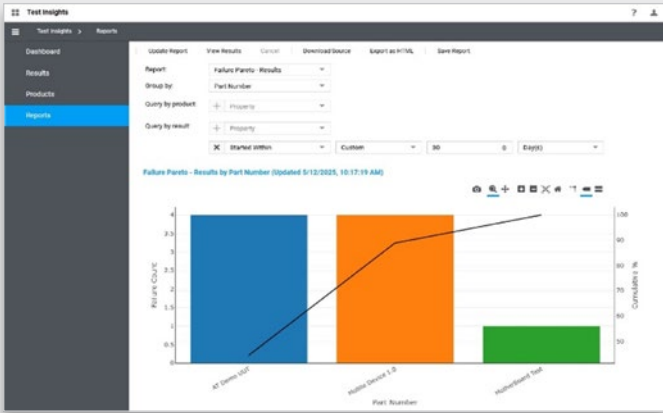 Test Insights ?
Test Insights > Reports
Dashboard
Results
Products
Reports
Update Report View Results Cancel Download Source Export as HTML Save Report
Report: Failure Pareto - Results
Group by: Part Number
Query by product: + Property
Query by result: + Property
× Started Within Custom 30 Day(s)
Failure Pareto - Results by Part Number (Updated 5/12/2025, 10:17:19 AM)
4
3.5
3
2.5
2
1.5
1
0.5
0
Failure Count
100
90
80
70
60
50
Cumulative %
AT Demo UUT
Mobile Device 1.0
Motherboard Test
Part Number